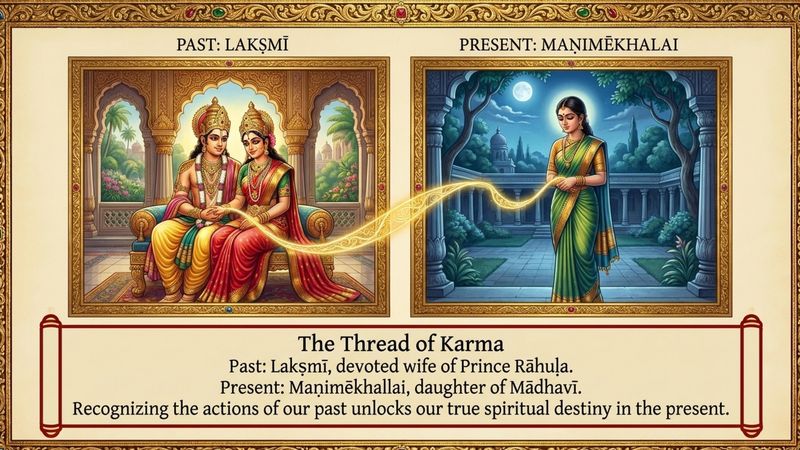 PAST: LAKṢMĪ
PRESENT: MAṆIMĒKHALAI
The Thread of Karma
Past: Lakṣmī, devoted wife of Prince Rāhuḷa.
Present: Maṇimēkhallai, daughter of Mādhavī.
Recognizing the actions of our past unlocks our true spiritual destiny in the present.